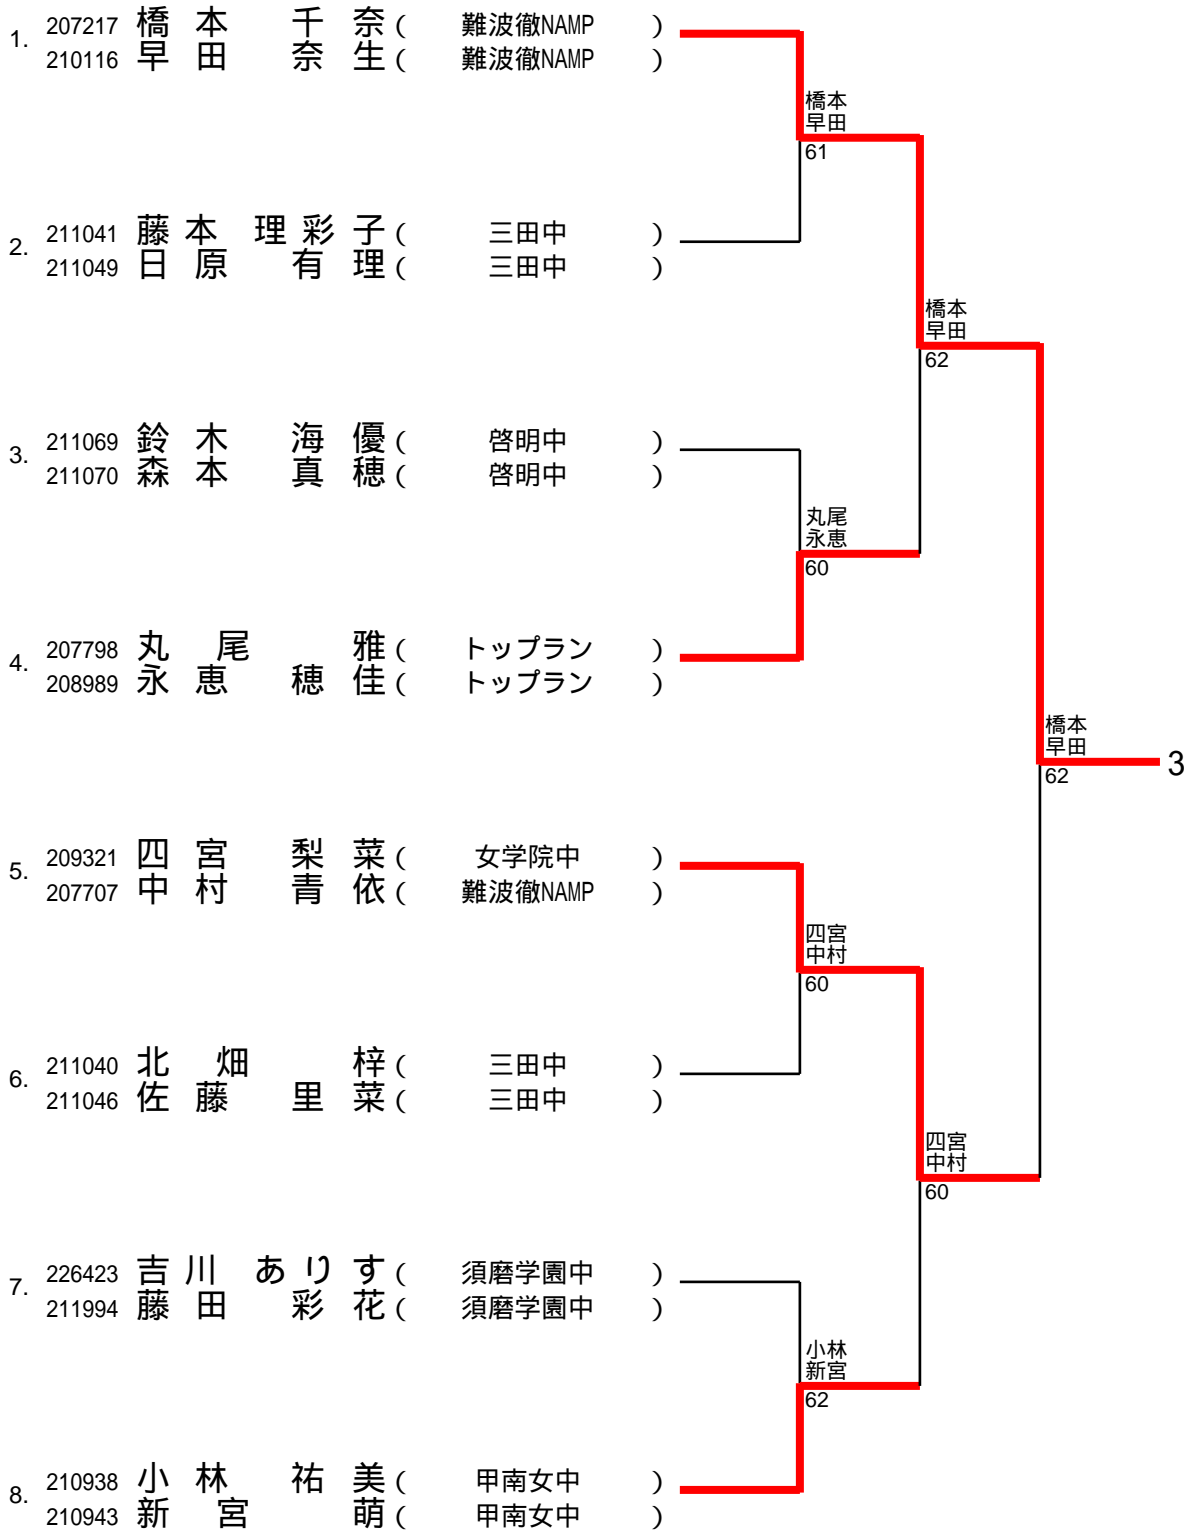 1. 207217 橋本 千奈 ( 難波徹NAMP )
210116 早田 奈生 ( 難波徹NAMP )
橋本
早田
61
2. 211041 藤本 理彩子 ( 三田中 )
211049 日原 有理 ( 三田中 )
橋本
早田
62
3. 211069 鈴木 海優 ( 啓明中 )
211070 森本 真穂 ( 啓明中 )
丸尾
永恵
60
4. 207798 丸尾 雅 ( トップラン )
208989 永恵 穂佳 ( トップラン )
橋本
早田
62
3
5. 209321 四宮 梨菜 ( 女学院中 )
207707 中村 青依 ( 難波徹NAMP )
四宮
中村
60
6. 211040 北畑 梓 ( 三田中 )
211046 佐藤 里菜 ( 三田中 )
四宮
中村
60
7. 226423 吉川 ありす ( 須磨学園中 )
211994 藤田 彩花 ( 須磨学園中 )
小林
新宮
62
8. 210938 小林 祐美 ( 甲南女中 )
210943 新宮 萌 ( 甲南女中 )